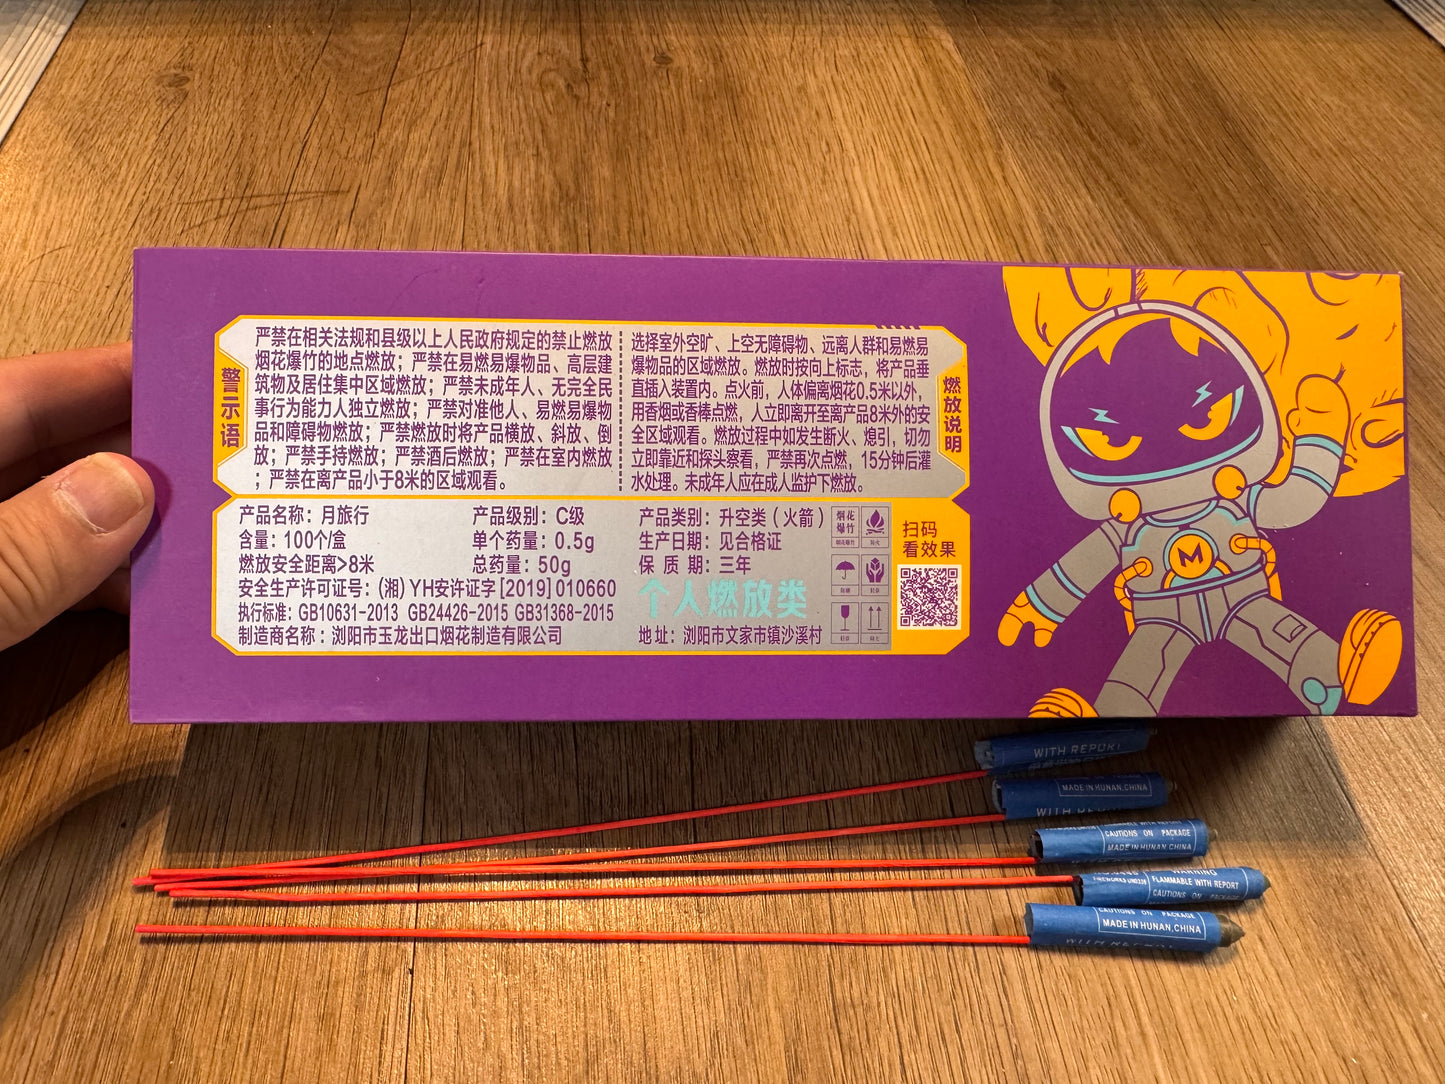 警示语
严禁在相关法规和县级以上人民政府规定的禁止燃放
烟花爆竹的地点燃放；严禁在易燃易爆物品、高层建
筑物及居住集中区域燃放；严禁未成年人、无完全民
事行为能力人独立燃放；严禁对准他人、易燃易爆物
品和障碍物燃放；严禁燃放时将产品横放、斜放、倒
放；严禁手持燃放；严禁酒后燃放；严禁在室内燃放
；严禁在离产品小于8米的区域观看。
选择室外空旷、上空无障碍物、远离人群和易燃易
爆物品的区域燃放。燃放时按向上标志，将产品垂
直插入装置内。点火前，人体偏离烟花0.5米以外，
用香烟或香棒点燃，人立即离开至离产品8米外的安
全区域观看。燃放过程中如发生断火、熄引，切勿
立即靠近和探头察看，严禁再次点燃，15分钟后灌
水处理。未成年人应在成人监护下燃放。
燃放说明
产品名称：月旅行 产品级别：C级 产品类别：升空类（火箭）
含量：100个/盒 单个药量：0.5g 生产日期：见合格证
燃放安全距离>8米 总药量：50g 保 质 期：三年
安全生产许可证号：(湘) YH安许证字 [2019] 010660
个人燃放类
执行标准：GB10631-2013 GB24426-2015 GB31368-2015
制造商名称：浏阳市玉龙出口烟花制造有限公司 地址：浏阳市文家市镇沙溪村
烟花
爆竹
扫码
看效果
M
WITH REPORT
MADE IN HUNAN,CHINA
WITH
FLAMMABLE WITH REPORT
CAUTIONS ON PACKAGE
MADE IN HUNAN,CHINA
WARNING
FLAMMABLE WITH REPORT
CAUTIONS ON PACKAGE
CAUTIONS ON PACKAGE
MADE IN HUNAN,CHINA
WITH REPORT